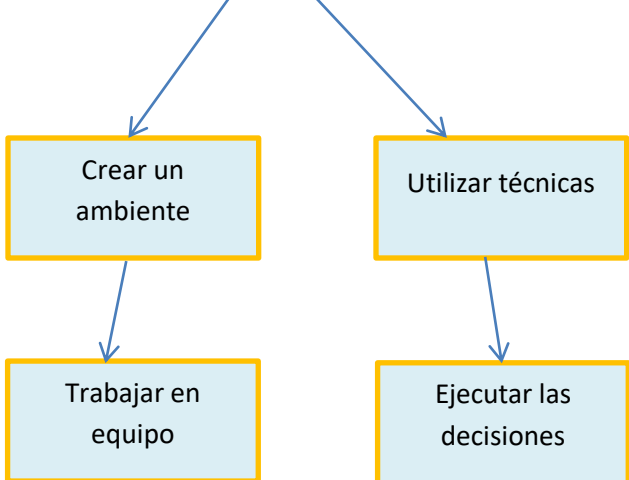 Crear un
ambiente
Utilizar técnicas
Trabajar en
equipo
Ejecutar las
decisiones